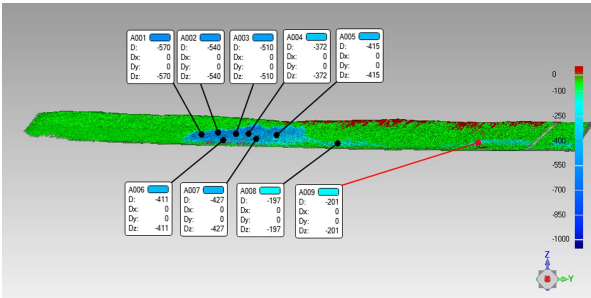 A001
D: -570
Dx: 0
Dy: 0
Dz: -570
A002
D: -540
Dx: 0
Dy: 0
Dz: -540
A003
D: -510
Dx: 0
Dy: 0
Dz: -510
A004
D: -372
Dx: 0
Dy: 0
Dz: -372
A005
D: -415
Dx: 0
Dy: 0
Dz: -415
0
-100
-250
-400
-550
-700
-850
-1000
A006
D: -411
Dx: 0
Dy: 0
Dz: -411
A007
D: -427
Dx: 0
Dy: 0
Dz: -427
A008
D: -197
Dx: 0
Dy: 0
Dz: -197
A009
D: -201
Dx: 0
Dy: 0
Dz: -201
Z
Y